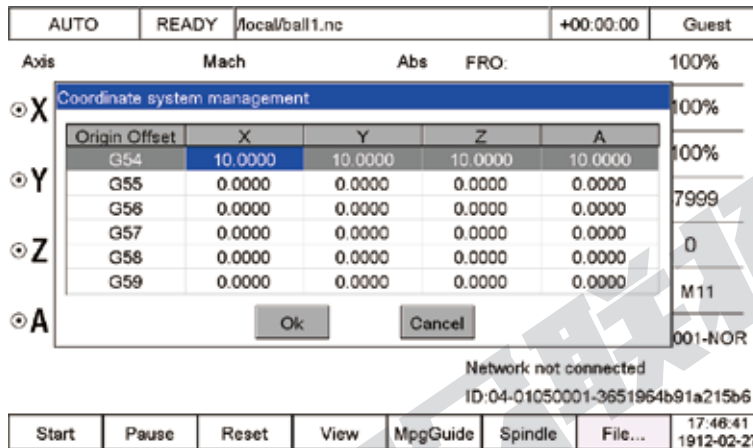 AUTO READY /local/ball1.nc +00:00:00 Guest
Axis Mach Abs FRO: 100%
Coordinate system management
X 100%
Origin Offset X Y Z A
G54 10.0000 10.0000 10.0000 10.0000 100%
Y G55 0.0000 0.0000 0.0000 0.0000
G56 0.0000 0.0000 0.0000 0.0000 7999
G57 0.0000 0.0000 0.0000 0.0000
Z G58 0.0000 0.0000 0.0000 0.0000 0
G59 0.0000 0.0000 0.0000 0.0000 M11
A Ok Cancel 001-NOR
Network not connected
ID:04-01050001-3651964b91a215b6
Start Pause Reset View MpgGuide Spindle File... 17:46:41
1912-02-2